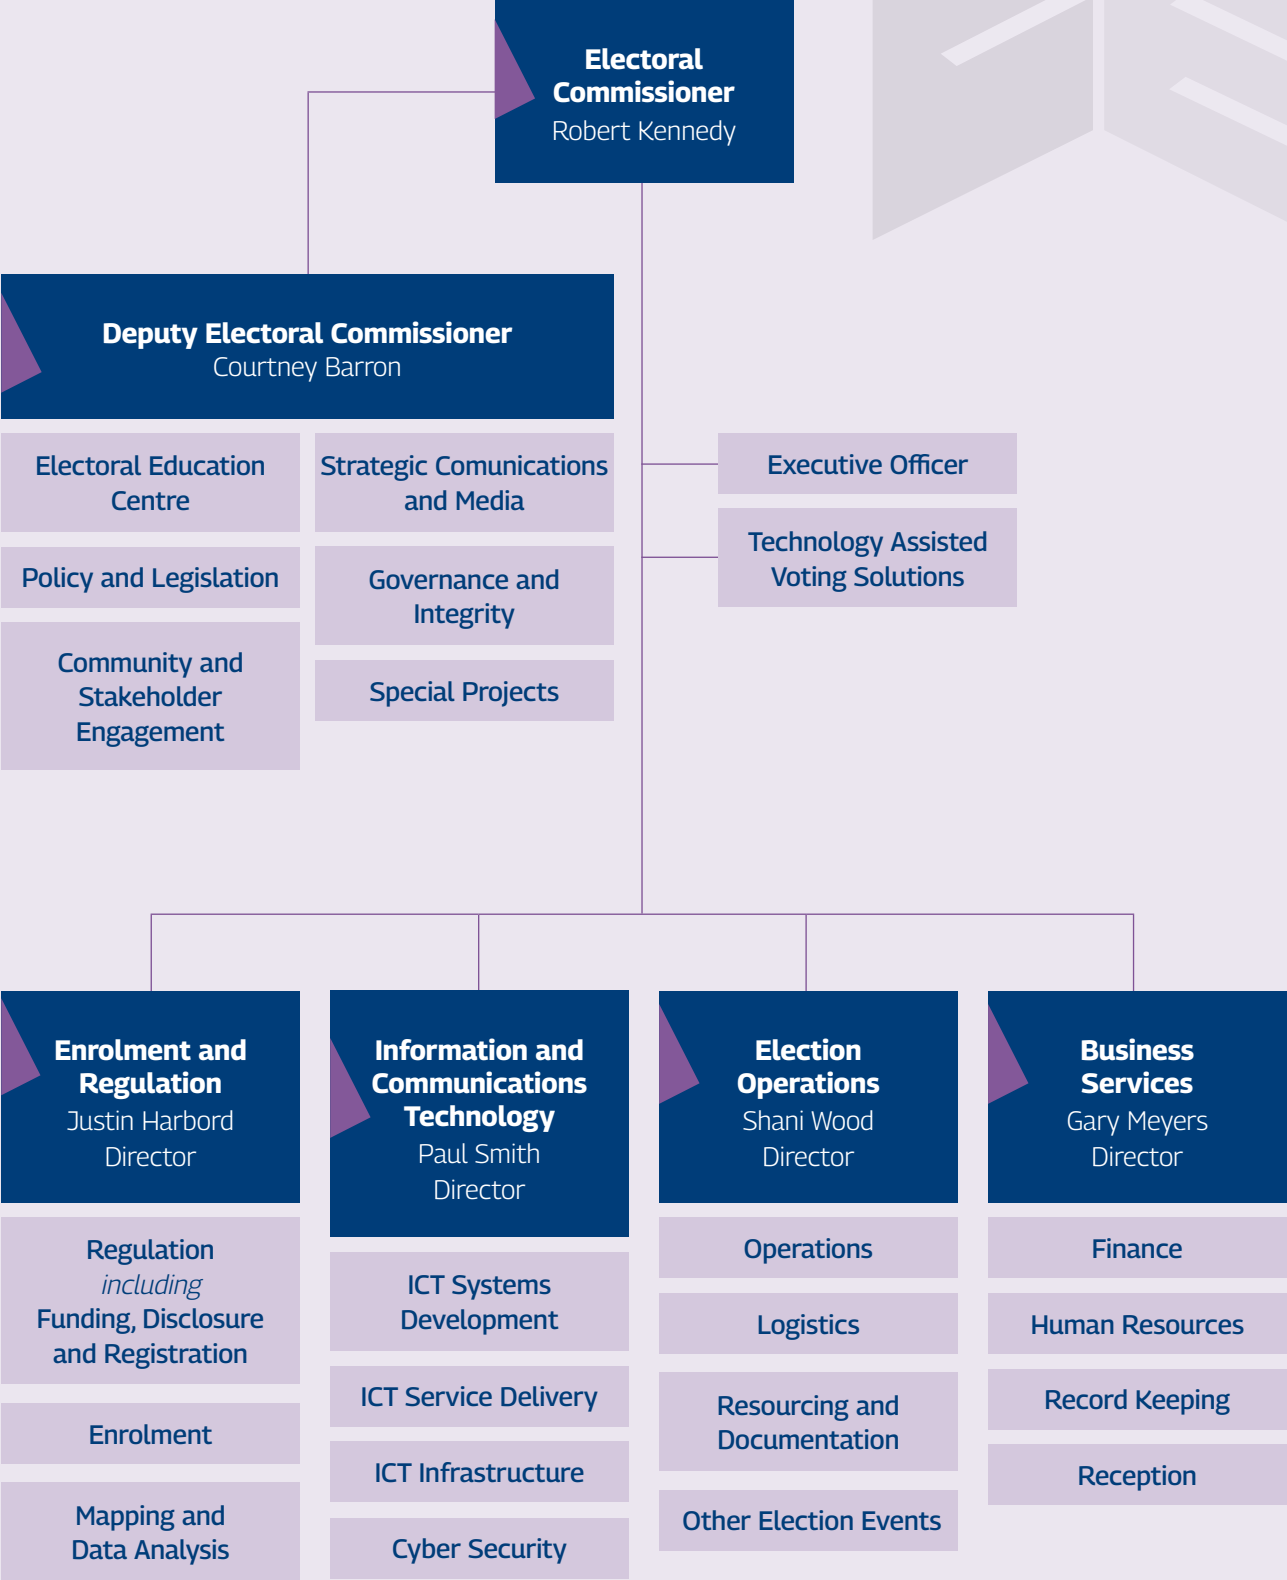 Electoral
Commissioner
Robert Kennedy
Deputy Electoral Commissioner
Courtney Barron
Electoral Education
Centre
Policy and Legislation
Community and
Stakeholder
Engagement
Strategic Comunications
and Media
Governance and
Integrity
Special Projects
Executive Officer
Technology Assisted
Voting Solutions
Enrolment and
Regulation
Justin Harbord
Director
Regulation
including
Funding, Disclosure
and Registration
Enrolment
Mapping and
Data Analysis
Information and
Communications
Technology
Paul Smith
Director
ICT Systems
Development
ICT Service Delivery
ICT Infrastructure
Cyber Security
Election
Operations
Shani Wood
Director
Operations
Logistics
Resourcing and
Documentation
Other Election Events
Business
Services
Gary Meyers
Director
Finance
Human Resources
Record Keeping
Reception